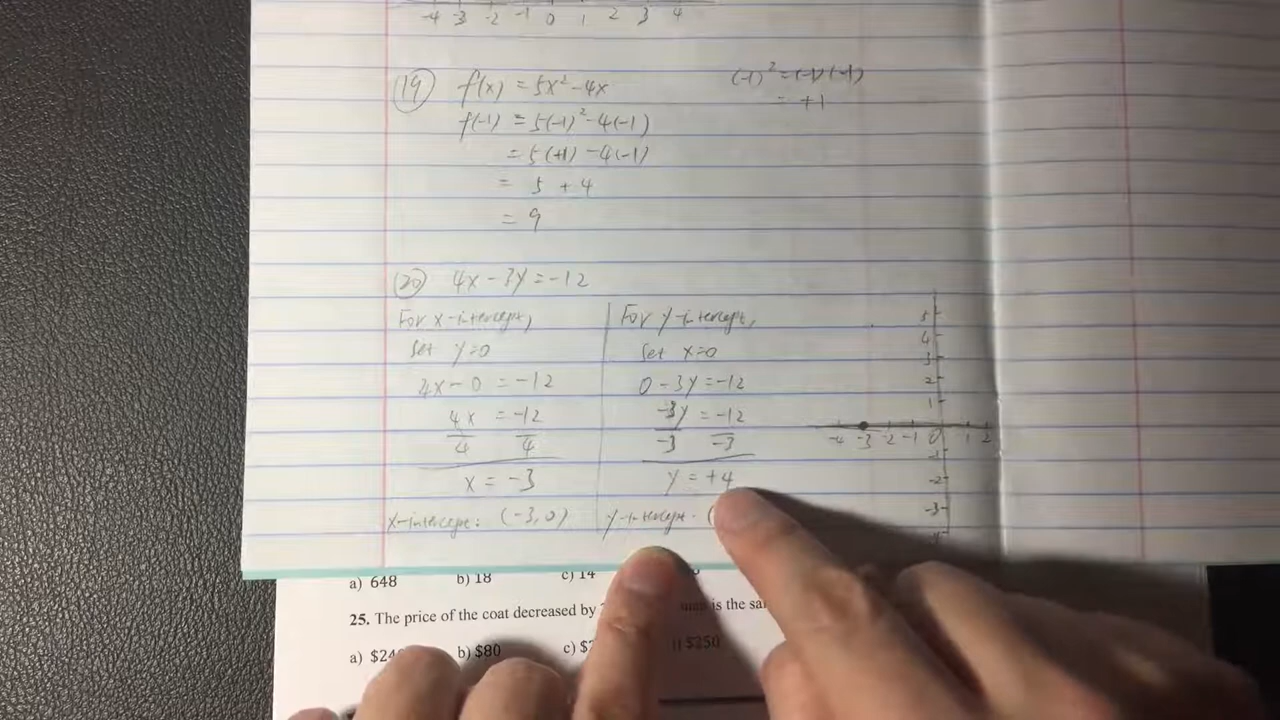 -4 -3 -2 -1 0 1 2 3 4
(19) f(x) = 5x² - 4x
(-1)² = (-1)(-1)
= +1
f(-1) = 5(-1)² - 4(-1)
= 5(+1) - 4(-1)
= 5 + 4
= 9
(20) 4x - 3y = -12
For x-intercept,
Set y=0
4x - 0 = -12
4x = -12
4 4
x = -3
x-intercept: (-3, 0)
For y-intercept,
Set x=0
0 - 3y = -12
-3y = -12
-3 -3
y = +4
y-intercept: (
5
4
3
2
1
-4 -3 -2 -1 0 1 2
-1
-2
-3
a) 648 b) 18 c) 14
25. The price of the coat decreased by is the
a) b) $80 $350